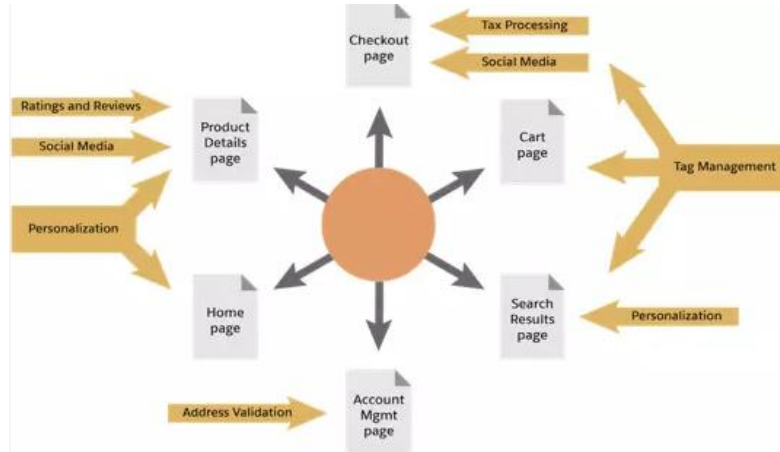 Checkout
page
Tax Processing
Social Media
Ratings and Reviews
Social Media
Product
Details
page
Cart
page
Tag Management
Personalization
Home
page
Search
Results
page
Personalization
Address Validation
Account
Mgmt
page